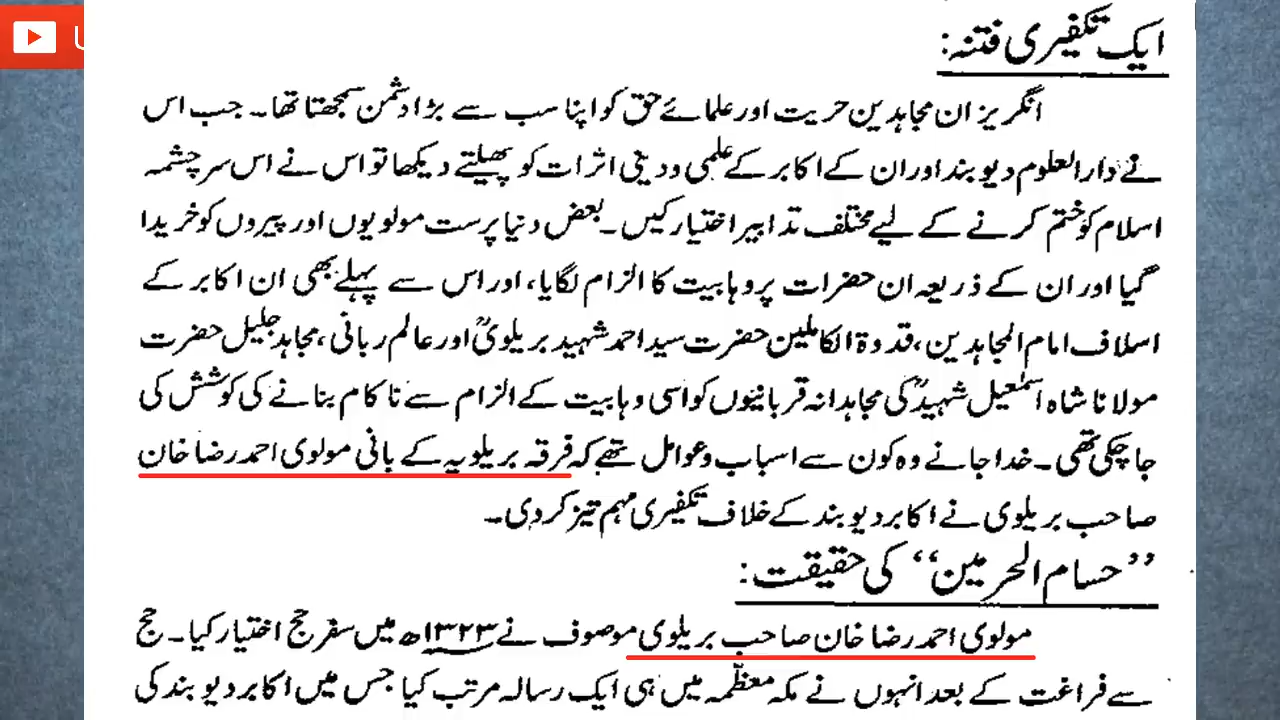 ایک تکفیری فتنہ:
انگریز ان مجاہدین حریت اور علمائے حق کو اپنا سب سے بڑا دشمن سمجھتا تھا۔ جب اس
نے دارالعلوم دیوبند اور ان کے اکابر کے علمی و دینی اثرات کو پھیلتے دیکھا تو اس نے اس سرچشمہ
اسلام کو ختم کرنے کے لیے مختلف تدابیر اختیار کیں۔ بعض دنیا پرست مولویوں اور پیروں کو خریدا
گیا اور ان کے ذریعہ ان حضرات پر وہابیت کا الزام لگایا، اور اس سے پہلے بھی ان اکابر کے
اسلاف امام المجاہدین، قدوۃ الکاملین حضرت سید احمد شہید بریلویؒ اور عالم ربانی، مجاہد جلیل حضرت
مولانا شاہ اسمٰعیل شہیدؒ کی مجاہدانہ قربانیوں کو اسی وہابیت کے الزام سے ناکام بنانے کی کوشش کی
جاچکی تھی۔ خدا جانے وہ کون سے اسباب و عوامل تھے کہ فرقہ بریلویہ کے بانی مولوی احمد رضا خان
صاحب بریلوی نے اکابر دیوبند کے خلاف تکفیری مہم تیز کر دی۔
”حسام الحرمین“ کی حقیقت:
مولوی احمد رضا خان صاحب بریلوی موصوف نے ۱۳۲۳ھ میں سفر حج اختیار کیا۔ حج
سے فراغت کے بعد انہوں نے مکہ معظّمہ میں ہی ایک رسالہ مرتب کیا جس میں اکابر دیوبند کی